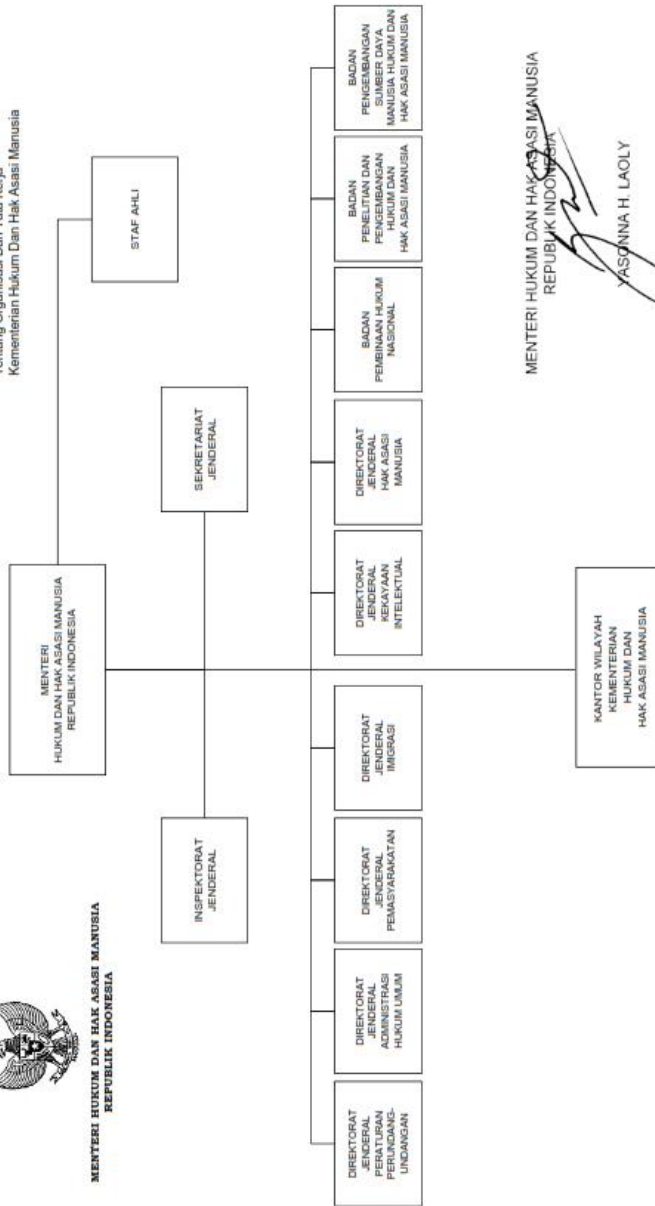 Tentang Organisasi Dan Tata Kerja
Kementerian Hukum Dan Hak Asasi Manusia
MENTERI HUKUM DAN HAK ASASI MANUSIA
REPUBLIK INDONESIA
MENTERI
HUKUM DAN HAK ASASI MANUSIA
REPUBLIK INDONESIA
STAF AHLI
INSPEKTORAT
JENDERAL
SEKRETARIAT
JENDERAL
DIREKTORAT
JENDERAL
PERATURAN
PERUNDANG-
UNDANGAN
DIREKTORAT
JENDERAL
ADMINISTRASI
HUKUM UMUM
DIREKTORAT
JENDERAL
PEMASYARAKATAN
DIREKTORAT
JENDERAL
IMIGRASI
DIREKTORAT
JENDERAL
KEKAYAAN
INTELEKTUAL
DIREKTORAT
JENDERAL
HAK ASASI
MANUSIA
BADAN
PEMBINAAN HUKUM
NASIONAL
BADAN
PENELITIAN DAN
PENGEMBANGAN
HUKUM DAN
HAK ASASI MANUSIA
BADAN
PENGEMBANGAN
SUMBER DAYA
MANUSIA HUKUM DAN
HAK ASASI MANUSIA
KANTOR WILAYAH
KEMENTERIAN
HUKUM DAN
HAK ASASI MANUSIA
MENTERI HUKUM DAN HAK ASASI MANUSIA
REPUBLIK INDONESIA
YASONNA H. LAOLY